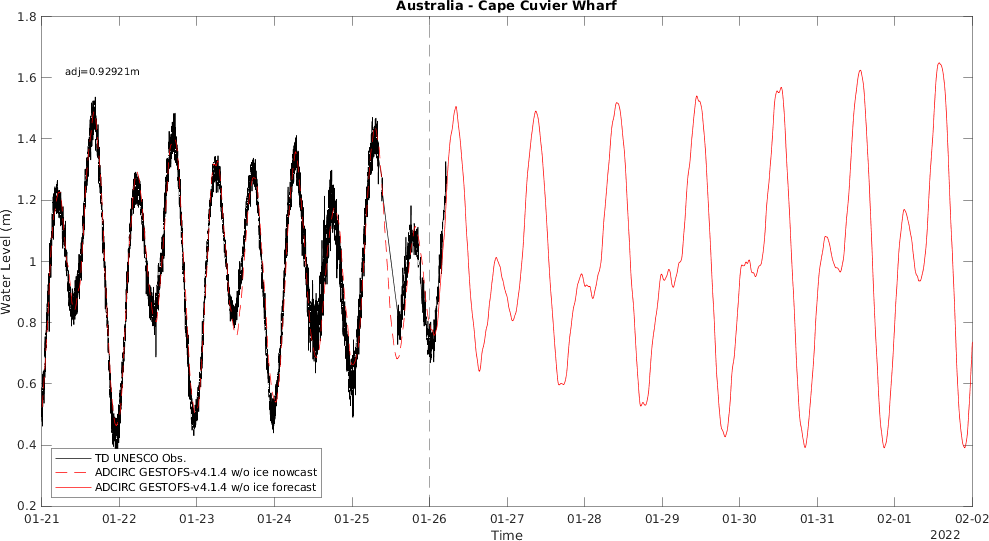 Australia - Cape Cuvier Wharf
1.8
1.6
1.4
1.2
1
0.8
0.6
0.4
0.2
Water Level (m)
adj=0.92921m
TD UNESCO Obs.
ADCIRC GESTOFS-v4.1.4 w/o ice nowcast
ADCIRC GESTOFS-v4.1.4 w/o ice forecast
01-21 01-22 01-23 01-24 01-25 01-26 01-27 01-28 01-29 01-30 01-31 02-01 02-02
Time
2022